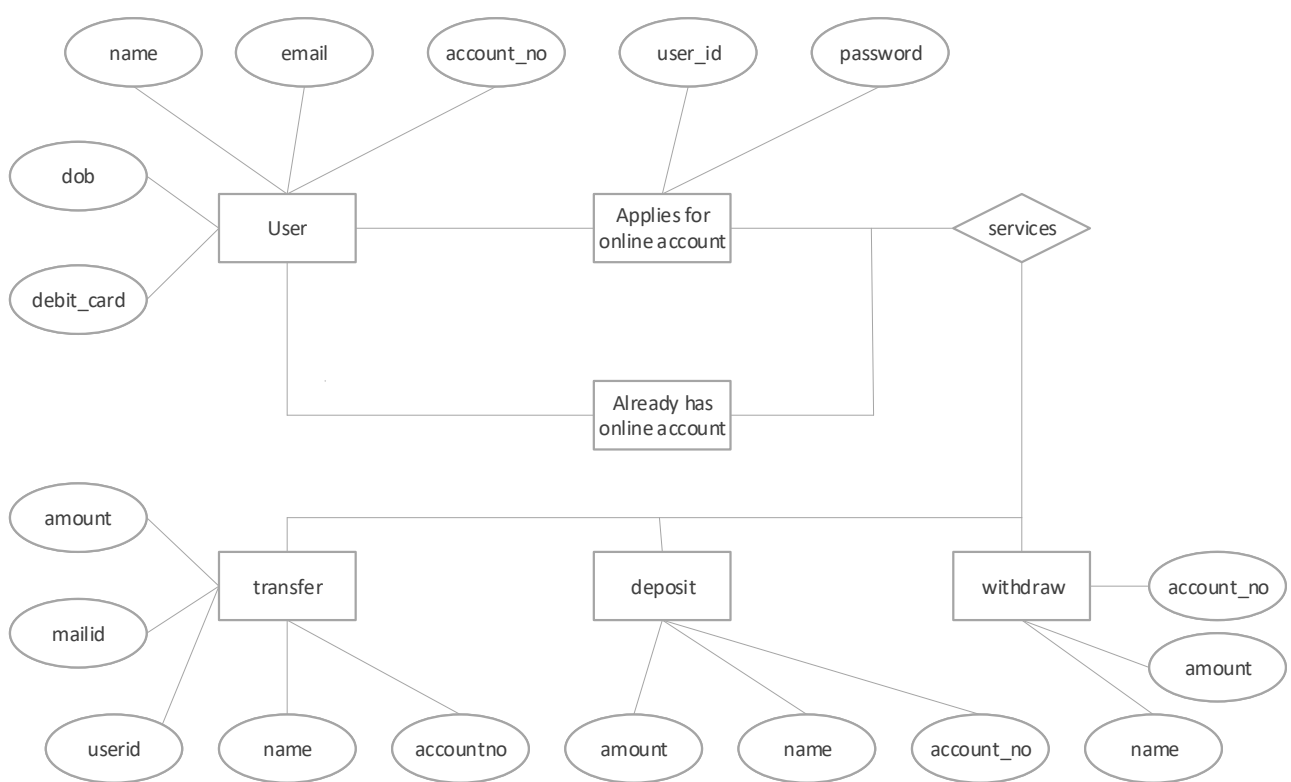 name
email
account_no
user_id
password
dob
User
Applies for
online account
services
debit_card
Already has
online account
amount
transfer
deposit
withdraw
account_no
mailid
amount
userid
name
accountno
amount
name
account_no
name